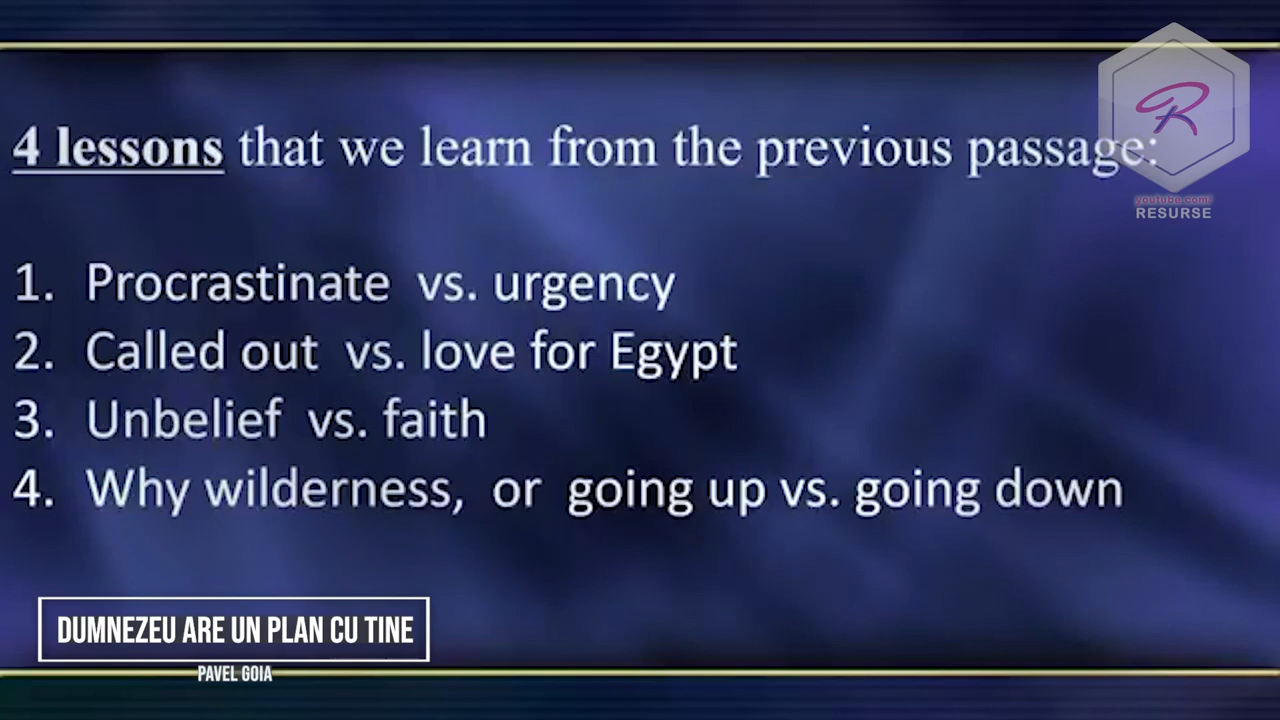 4 lessons that we learn from the previous passage:
youtube.com/
RESURSE
1. Procrastinate vs. urgency
2. Called out vs. love for Egypt
3. Unbelief vs. faith
4. Why wilderness, or going up vs. going down
DUMNEZEU ARE UN PLAN CU TINE
PAVEL GOIA